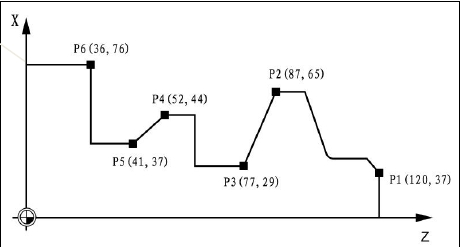 X
P6(36, 76)
P2(87, 65)
P4(52, 44)
P5(41, 37)
P3(77, 29)
P1(120, 37)
Z